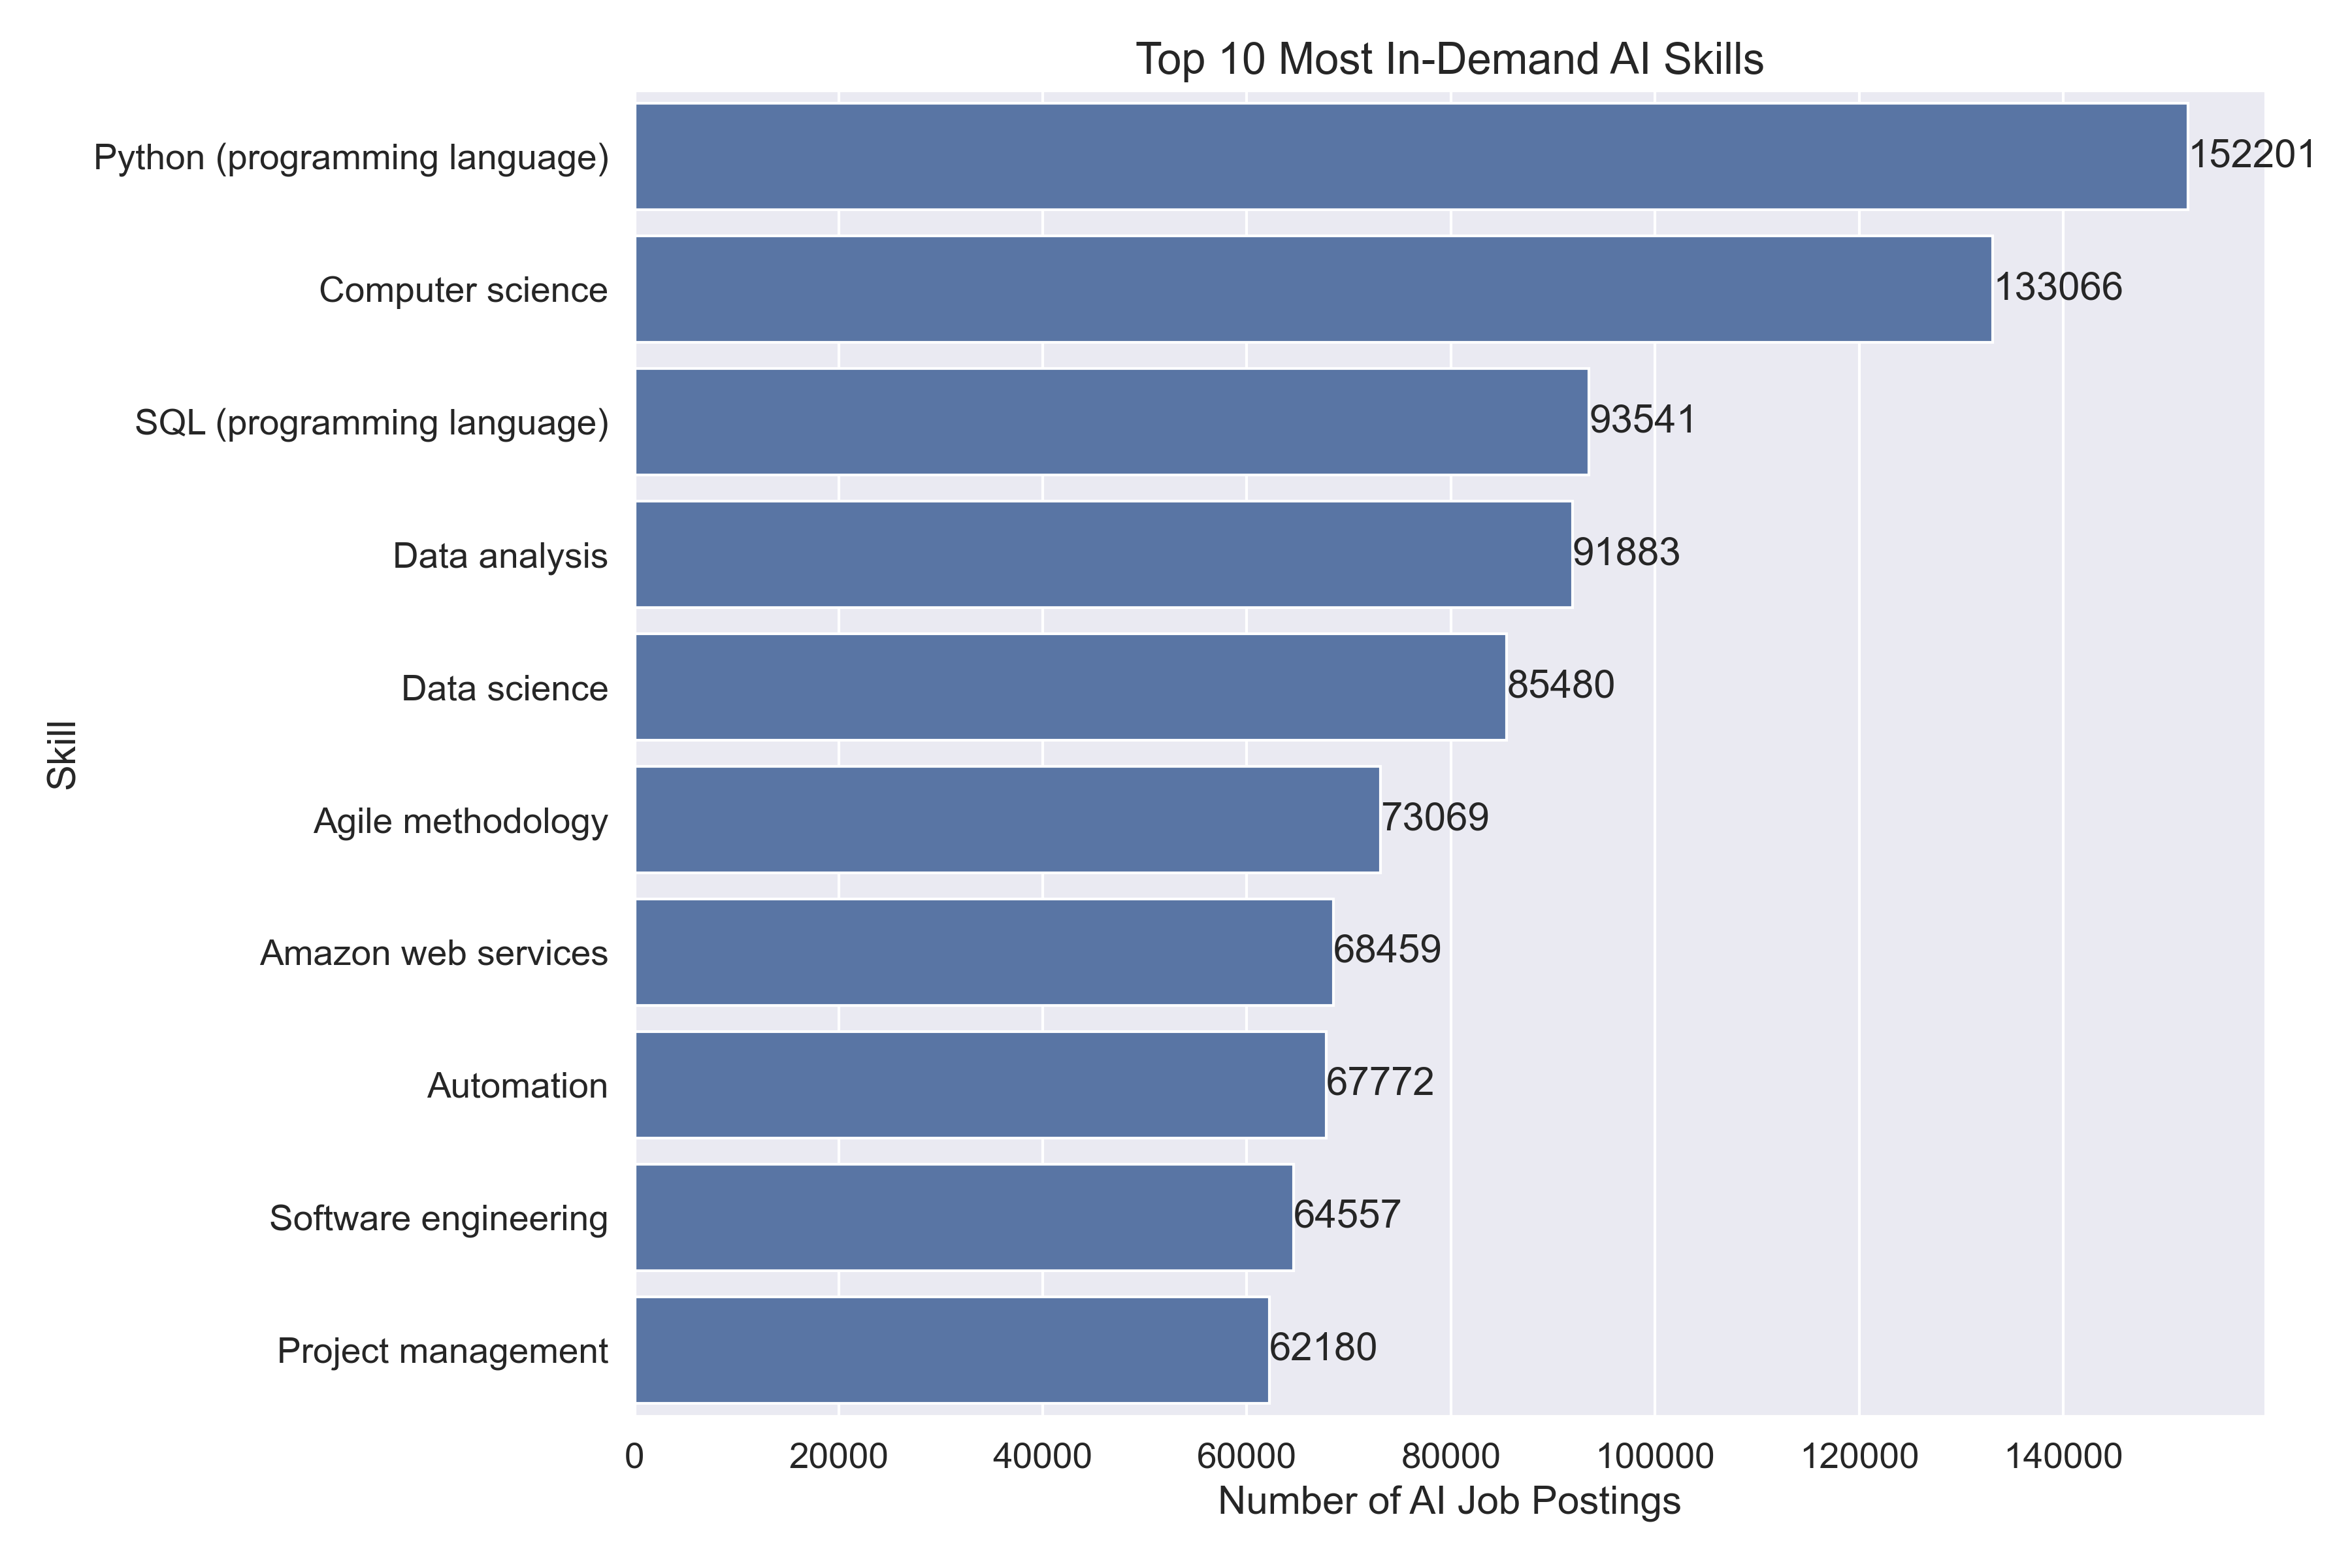 Top 10 Most In-Demand AI Skills
Python (programming language) 152201
Computer science 133066
SQL (programming language) 93541
Data analysis 91883
Data science 85480
Skill
Agile methodology 73069
Amazon web services 68459
Automation 67772
Software engineering 64557
Project management 62180
0 20000 40000 60000 80000 100000 120000 140000
Number of AI Job Postings